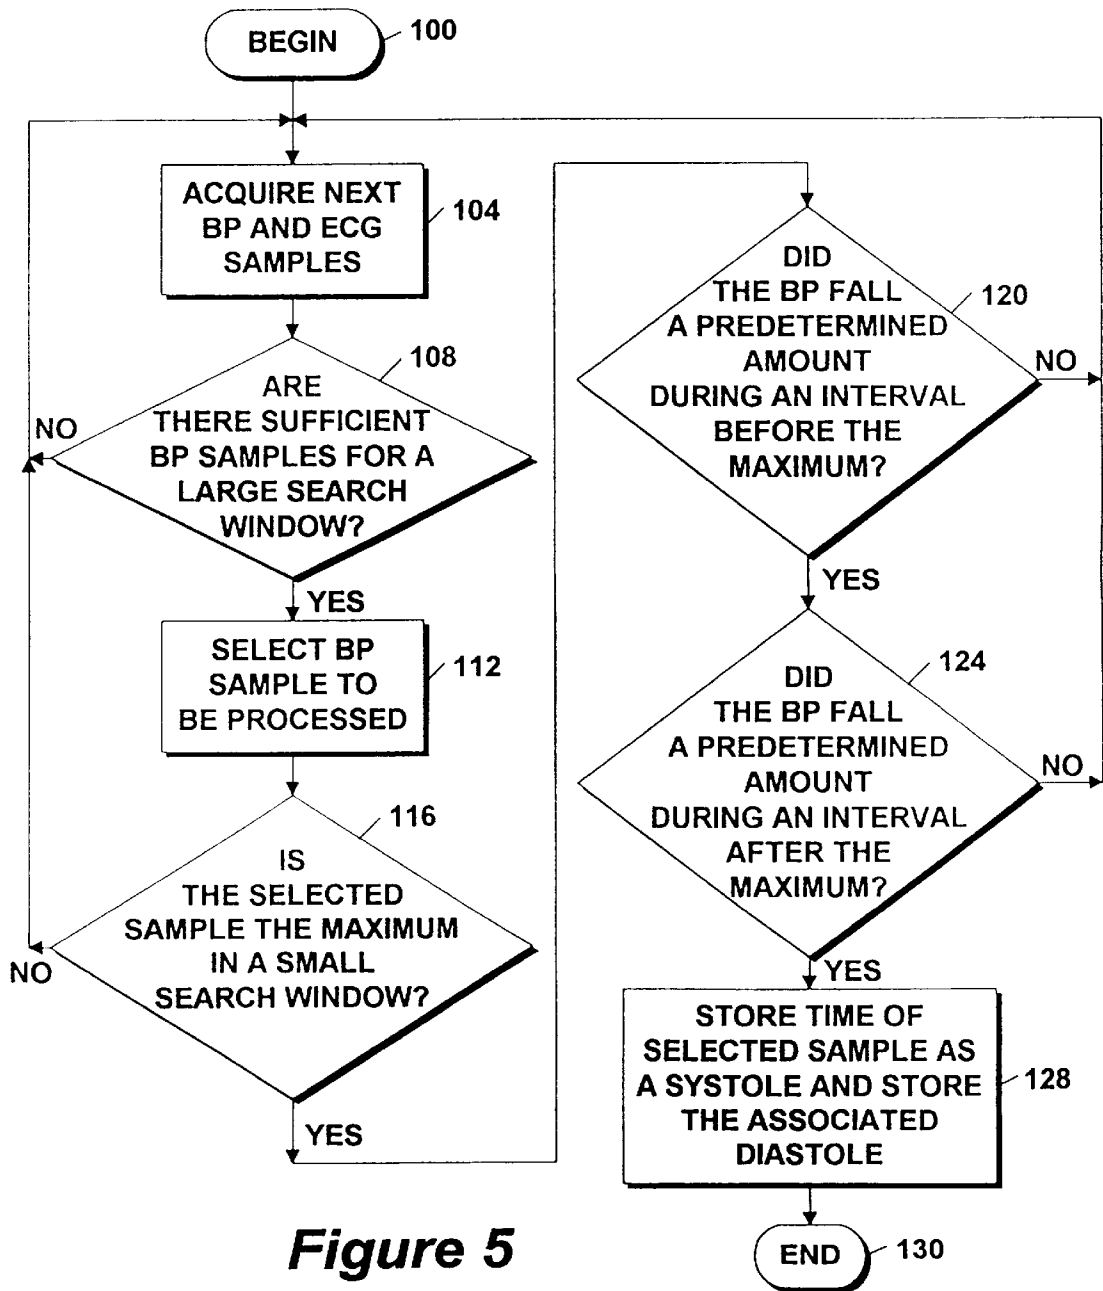 BEGIN
100
ACQUIRE NEXT
BP AND ECG
SAMPLES
104
108
ARE
THERE SUFFICIENT
BP SAMPLES FOR A
LARGE SEARCH
WINDOW?
NO
YES
SELECT BP
SAMPLE TO
BE PROCESSED
112
116
IS
THE SELECTED
SAMPLE THE MAXIMUM
IN A SMALL
SEARCH WINDOW?
NO
YES
DID
THE BP FALL
A PREDETERMINED
AMOUNT
DURING AN INTERVAL
BEFORE THE
MAXIMUM?
120
NO
YES
124
DID
THE BP FALL
A PREDETERMINED
AMOUNT
DURING AN INTERVAL
AFTER THE
MAXIMUM?
NO
YES
STORE TIME OF
SELECTED SAMPLE AS
A SYSTOLE AND STORE
THE ASSOCIATED
DIASTOLE
128
END
130
Figure 5